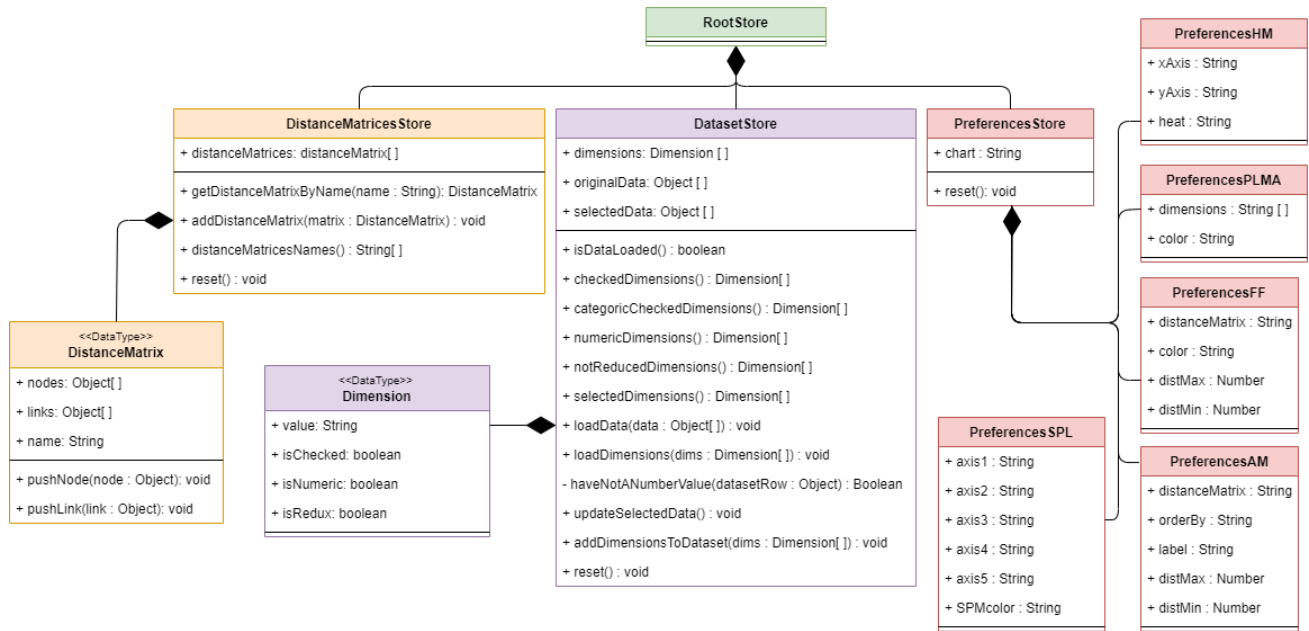 RootStore
DistanceMatricesStore
+ distanceMatrices: distanceMatrix[ ]
+ getDistanceMatrixByName(name : String): DistanceMatrix
+ addDistanceMatrix(matrix : DistanceMatrix) : void
+ distanceMatricesNames() : String[ ]
+ reset() : void
DatasetStore
+ dimensions: Dimension [ ]
+ originalData: Object [ ]
+ selectedData: Object [ ]
+ isDataLoaded() : boolean
+ checkedDimensions() : Dimension[ ]
+ categoricCheckedDimensions() : Dimension[ ]
+ numericDimensions() : Dimension[ ]
+ notReducedDimensions() : Dimension[ ]
+ selectedDimensions() : Dimension[ ]
+ loadData(data : Object[ ]) : void
+ loadDimensions(dims : Dimension[ ]) : void
- haveNotANumberValue(datasetRow : Object) : Boolean
+ updateSelectedData() : void
+ addDimensionsToDataset(dims : Dimension[ ]) : void
+ reset() : void
PreferencesStore
+ chart : String
+ reset(): void
<<DataType>>
DistanceMatrix
+ nodes: Object[ ]
+ links: Object[ ]
+ name: String
+ pushNode(node : Object): void
+ pushLink(link : Object): void
<<DataType>>
Dimension
+ value: String
+ isChecked: boolean
+ isNumeric: boolean
+ isRedux: boolean
PreferencesHM
+ xAxis : String
+ yAxis : String
+ heat : String
PreferencesPLMA
+ dimensions : String [ ]
+ color : String
PreferencesFF
+ distanceMatrix : String
+ color : String
+ distMax : Number
+ distMin : Number
PreferencesSPL
+ axis1 : String
+ axis2 : String
+ axis3 : String
+ axis4 : String
+ axis5 : String
+ SPMcolor : String
PreferencesAM
+ distanceMatrix : String
+ orderBy : String
+ label : String
+ distMax : Number
+ distMin : Number